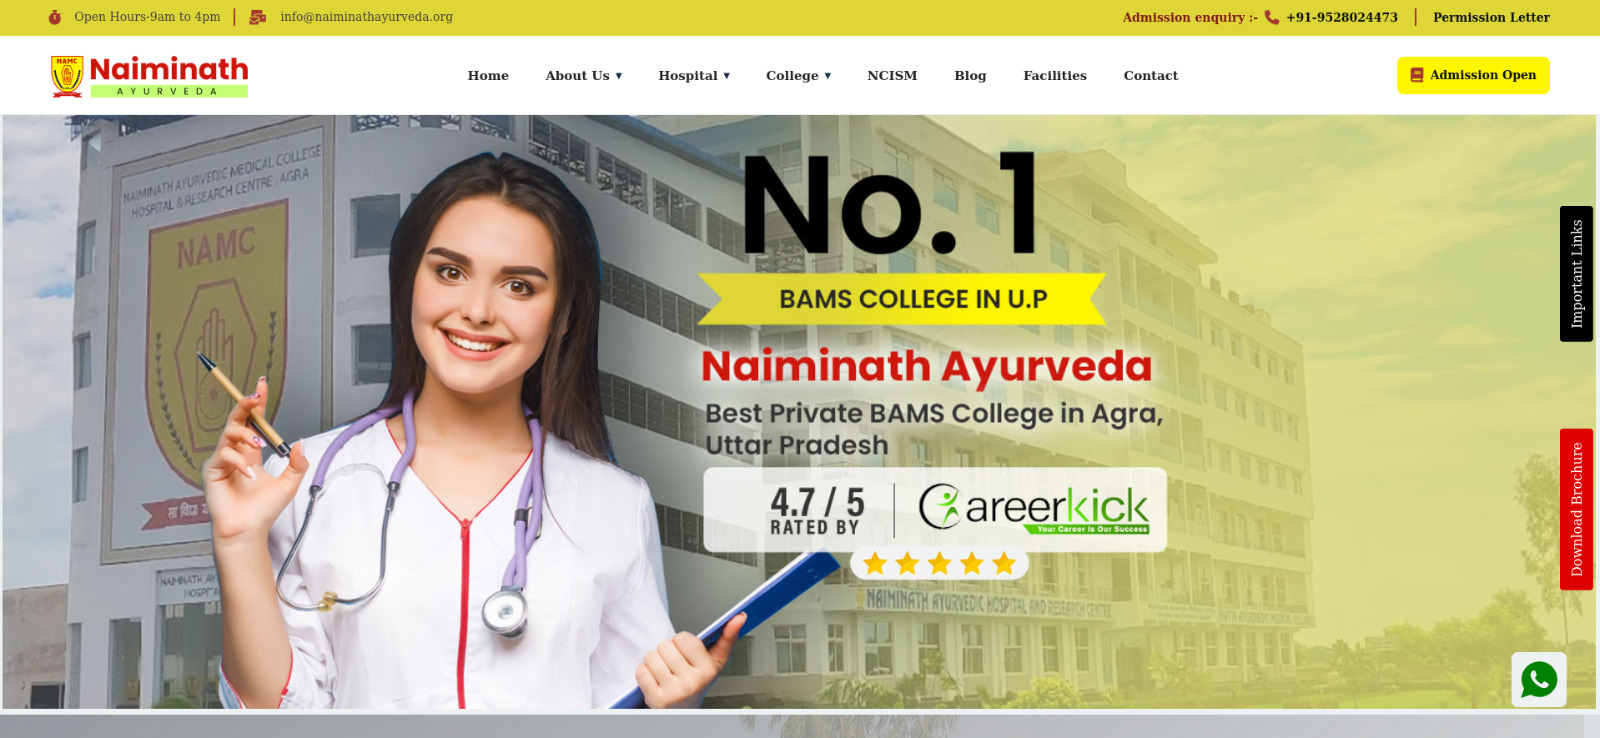 Open Hours-9am to 4pm
info@naiminathayurveda.org
Admission enquiry :- +91-9528024473
Permission Letter
NAMC
Naiminath
AYURVEDA
Home
About Us ▾
Hospital ▾
College ▾
NCISM
Blog
Facilities
Contact
Admission Open
NAIMINATH AYURVEDIC MEDICAL COLLEGE
HOSPITAL & RESEARCH CENTRE, AGRA
NAMC
सा विद्या
NAIMINATH AY
HOSPITAL
No. 1
BAMS COLLEGE IN U.P
Naiminath Ayurveda
Best Private BAMS College in Agra,
Uttar Pradesh
4.7 / 5
RATED BY
Careerkick
Your Career Is Our Success
NAIMINATH AYURVEDIC HOSPITAL AND RESEARCH CENTRE
Important Links
Download Brochure